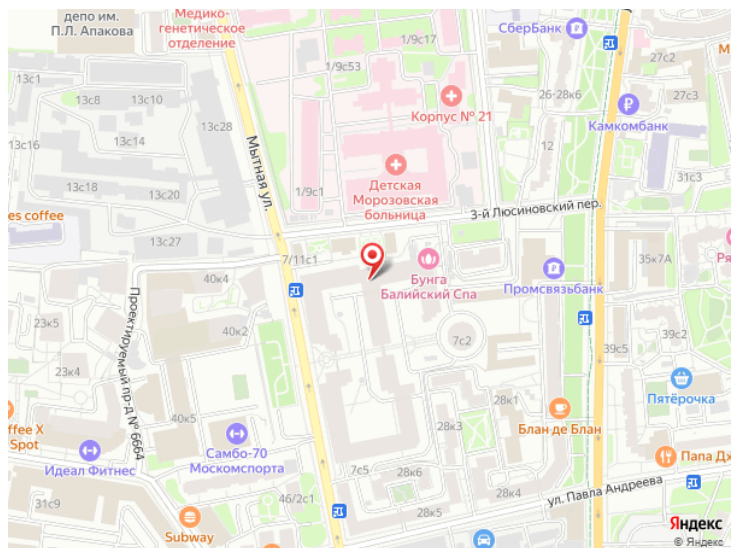 депо им.
П.Л. Апакова
Медико-
генетическое
отделение
1/9с17
СберБанк
27с2
13с1
1/9с53
13с8
13с10
26-28к6
27с3
Камкомбанк
Корпус № 21
13с28
13с14
13с16
Мытная ул.
12
31с3
Детская
Морозовская
больница
13с18
13с20
1/9с1
3-й Люсиновский пер.
es coffee
13с27
7/11с1
35к7А
Бунга
Балийский Спа
Промсвязьбанк
Ря
40к4
Проектируемый пр-д № 6664
23к5
40к2
7с2
39с2
39с5
23к4
Пятёрочка
40к5
28к1
ffee X
Spot
Блан де Блан
28к3
Самбо-70
Москомспорта
Идеал Фитнес
Папа Д
7с5
28к6
46/2с1
28к4
ул. Павла Андреева
31с9
28к5
Subway
Яндекс
© Яндекс